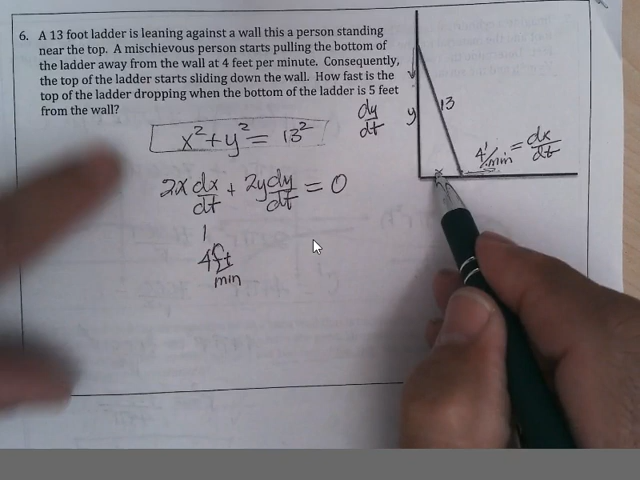 6. A 13 foot ladder is leaning against a wall this a person standing
near the top. A mischievous person starts pulling the bottom of
the ladder away from the wall at 4 feet per minute. Consequently,
the top of the ladder starts sliding down the wall. How fast is the
top of the ladder dropping when the bottom of the ladder is 5 feet
from the wall?
dy/dt
y
13
4'/min = dx/dt
x
x² + y² = 13²
2x dx/dt + 2y dy/dt = 0
4ft
min